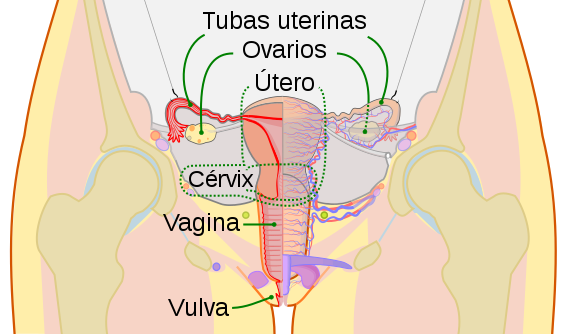 Tubas uterinas
Ovarios
Útero
Cérvix
Vagina
Vulva